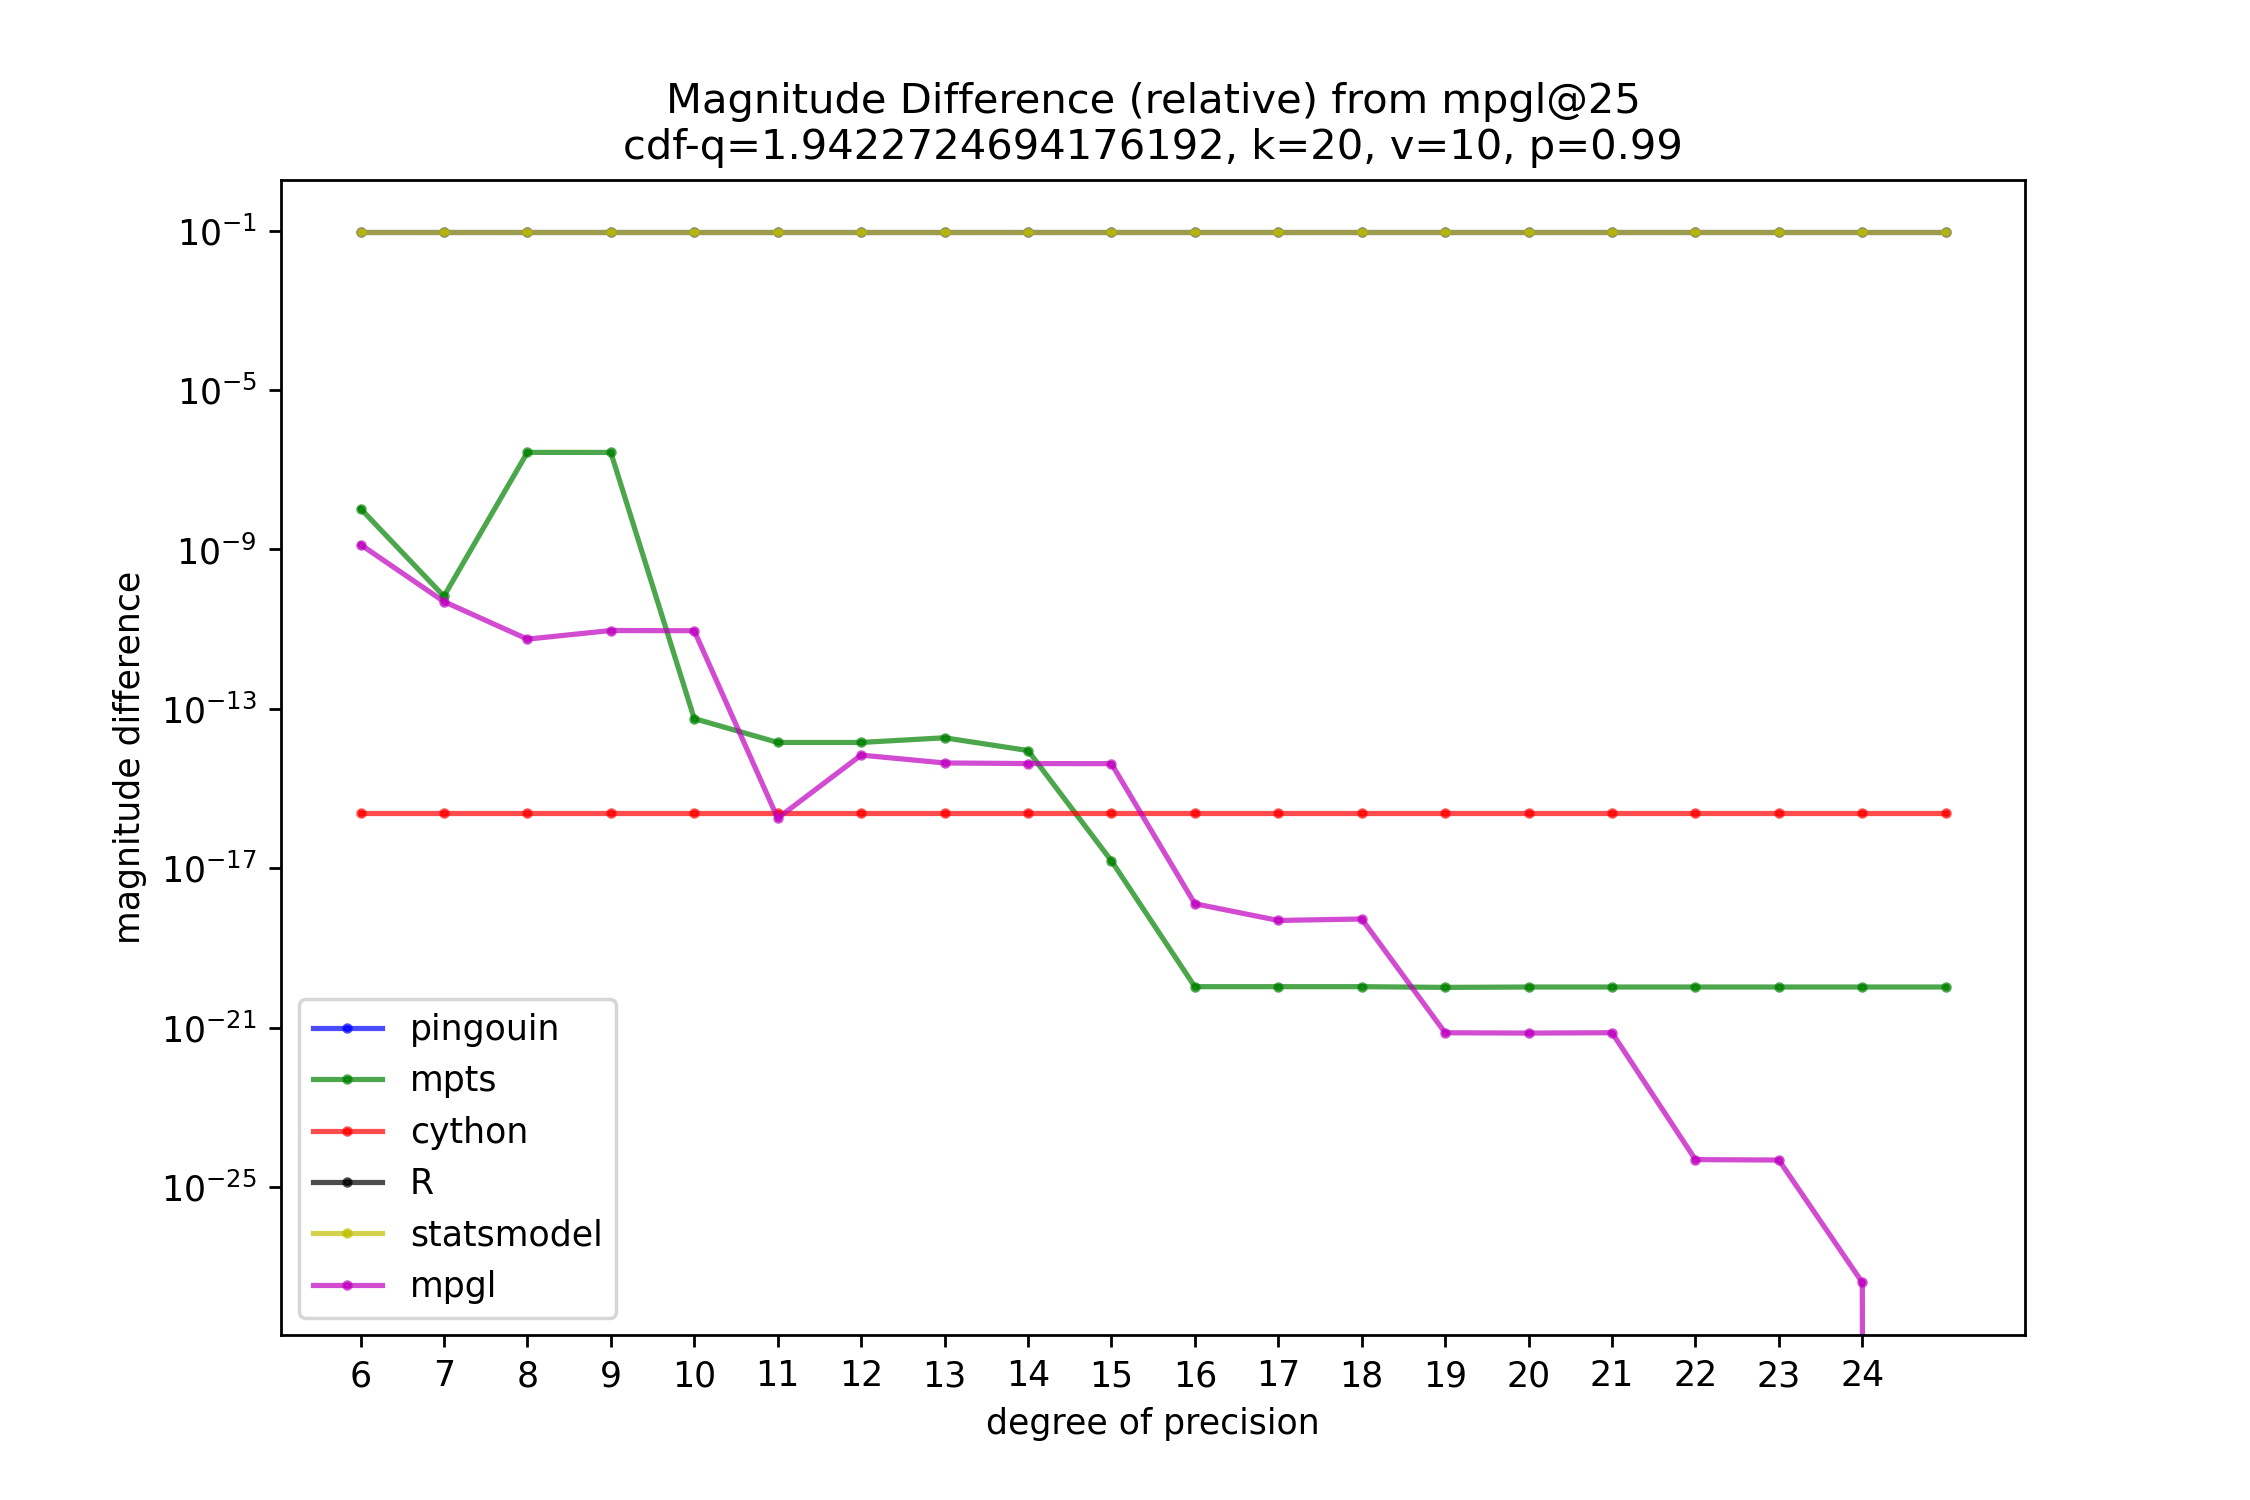 Magnitude Difference (relative) from mpgl@25
cdf-q=1.9422724694176192, k=20, v=10, p=0.99
magnitude difference
10⁻¹
10⁻⁵
10⁻⁹
10⁻¹³
10⁻¹⁷
10⁻²¹
10⁻²⁵
pingouin
mpts
cython
R
statsmodel
mpgl
6 7 8 9 10 11 12 13 14 15 16 17 18 19 20 21 22 23 24
degree of precision